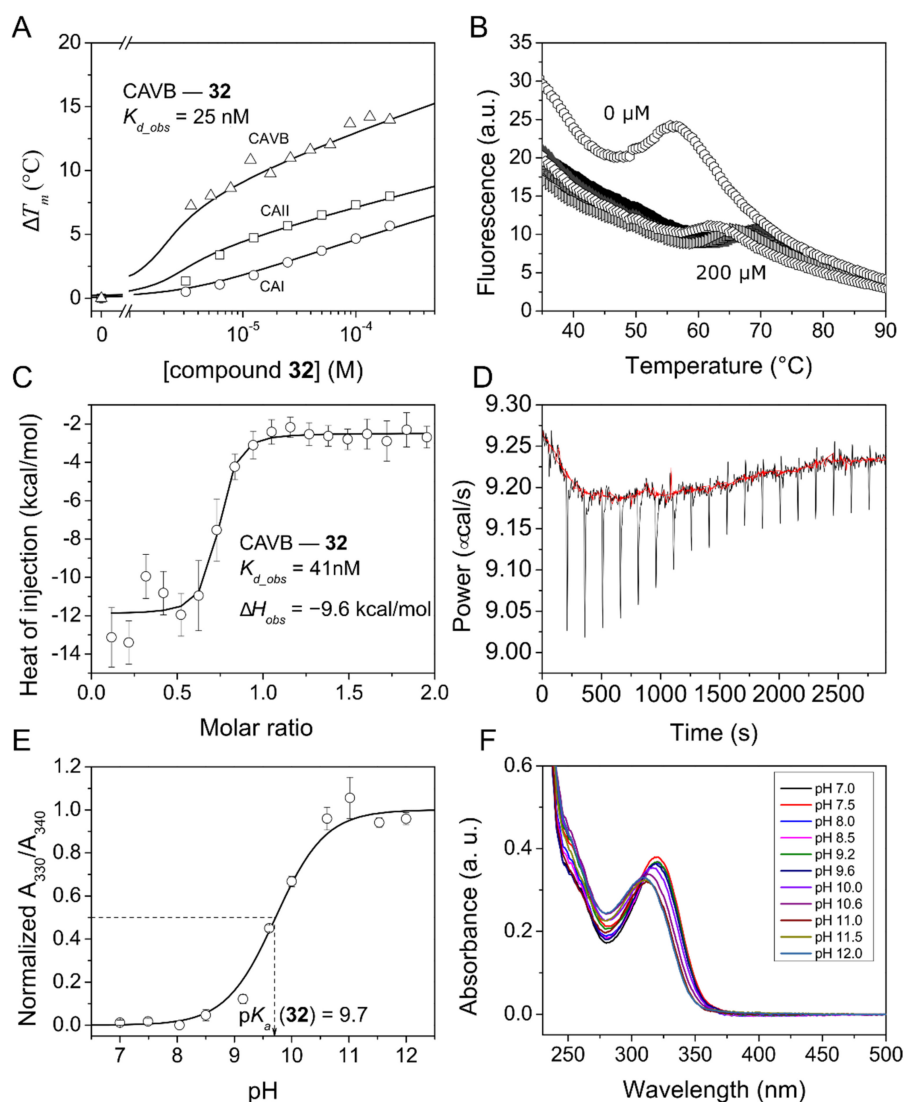 A
20
15
10
5
0
ΔTm (°C)
CAVB — 32
Kd_obs = 25 nM
CAVB
CAII
CAI
0
10-5
10-4
[compound 32] (M)
B
35
30
25
20
15
10
5
0
Fluorescence (a.u.)
0 µM
200 µM
40 50 60 70 80 90
Temperature (°C)
C
-2
-4
-6
-8
-10
-12
-14
Heat of injection (kcal/mol)
CAVB — 32
Kd_obs = 41nM
ΔHobs = −9.6 kcal/mol
0.0 0.5 1.0 1.5 2.0
Molar ratio
D
9.30
9.25
9.20
9.15
9.10
9.05
9.00
Power (∝cal/s)
0 500 1000 1500 2000 2500
Time (s)
E
1.2
1.0
0.8
0.6
0.4
0.2
0.0
Normalized A330/A340
pKa (32) = 9.7
7 8 9 10 11 12
pH
F
0.6
0.4
0.2
0.0
Absorbance (a. u.)
pH 7.0
pH 7.5
pH 8.0
pH 8.5
pH 9.2
pH 9.6
pH 10.0
pH 10.6
pH 11.0
pH 11.5
pH 12.0
250 300 350 400 450 500
Wavelength (nm)